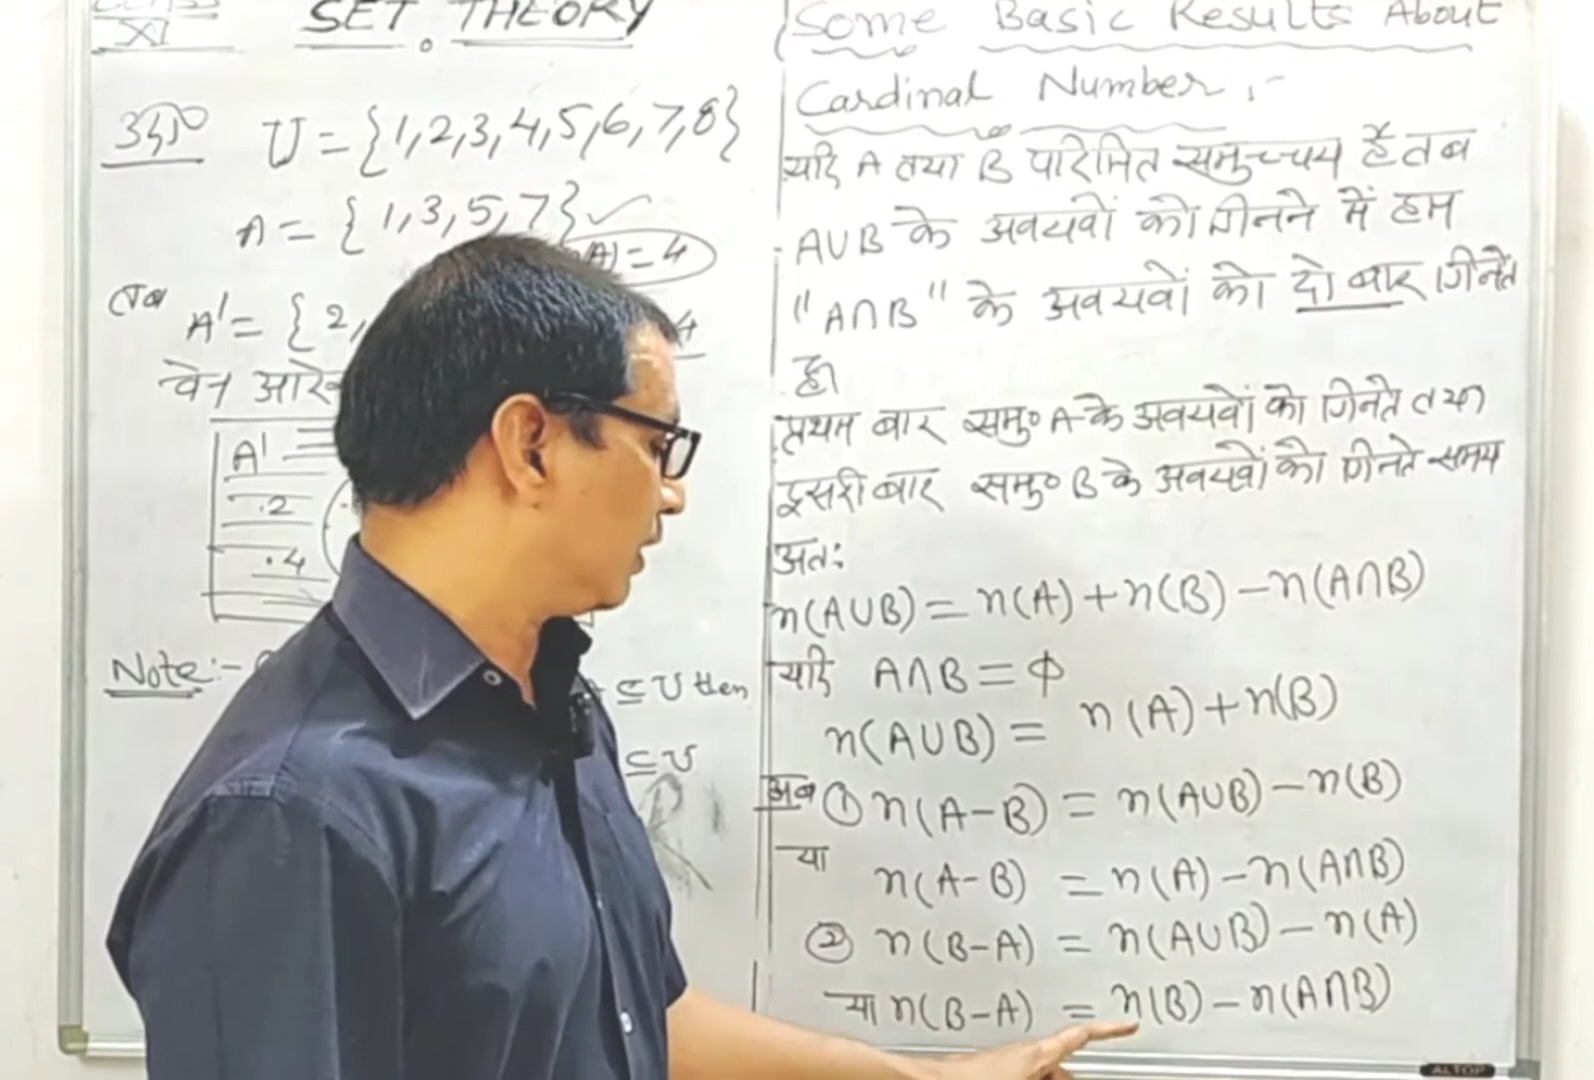 XI
SET THEORY
उदा०
U = {1,2,3,4,5,6,7,8}
A = {1,3,5,7} ✓
(A) = 4
तब A' = {2,
4
वेन आरे
A'
.2
.4
Note:-
⊆ U then
⊆ U
Some Basic Results About
Cardinal Number :-
यदि A तथा B परिमित समुच्चय हैं तब
A∪B के अवयवों को गिनने में हम
"A∩B" के अवयवों को दो बार गिनते
है।
प्रथम बार समु० A के अवयवों को गिनते तथा
दूसरी बार समु० B के अवयवों को गिनते समय
अतः
n(A∪B) = n(A) + n(B) - n(A∩B)
यदि A∩B = ϕ
n(A∪B) = n(A) + n(B)
अब ① n(A-B) = n(A∪B) - n(B)
या n(A-B) = n(A) - n(A∩B)
② n(B-A) = n(A∪B) - n(A)
या n(B-A) = n(B) - n(A∩B)
ALTOP